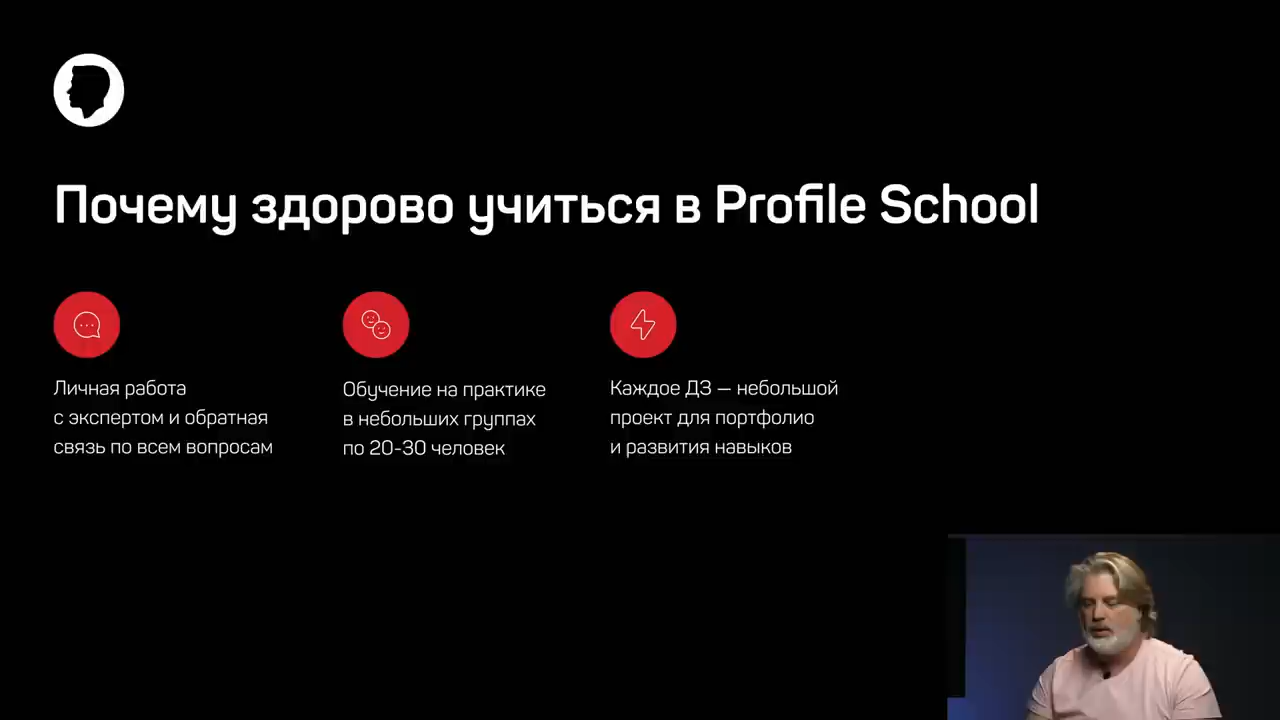 Почему здорово учиться в Profile School
Личная работа
с экспертом и обратная
связь по всем вопросам
Обучение на практике
в небольших группах
по 20-30 человек
Каждое ДЗ — небольшой
проект для портфолио
и развития навыков